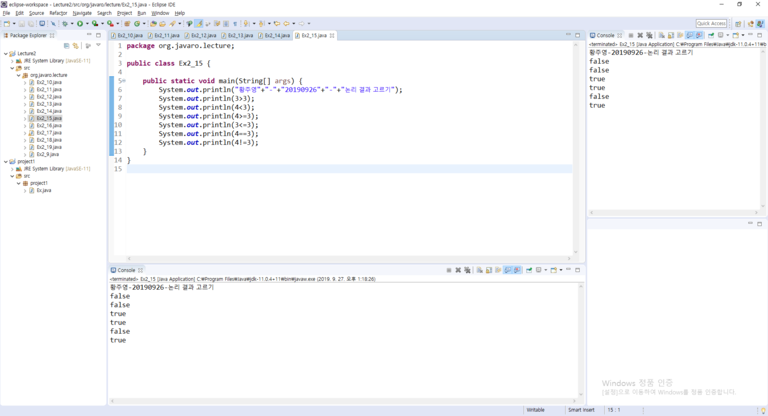 eclipse-workspace - Lecture2/src/org/javaro/lecture/Ex2_15.java - Eclipse IDE
File Edit Source Refactor Navigate Search Project Run Window Help
Quick Access
Package Explorer
Lecture2
JRE System Library [JavaSE-11]
src
org.javaro.lecture
Ex2_10.java
Ex2_11.java
Ex2_12.java
Ex2_13.java
Ex2_14.java
Ex2_15.java
Ex2_16.java
Ex2_17.java
Ex2_18.java
Ex2_19.java
Ex2_9.java
project1
JRE System Library [JavaSE-11]
src
project1
Ex.java
Ex2_10.java Ex2_11.java Ex2_12.java Ex2_13.java Ex2_14.java Ex2_15.java
1 package org.javaro.lecture;
2
3 public class Ex2_15 {
4
5 public static void main(String[] args) {
6 System.out.println("황주영"+"-"+"20190926"+"-"+"논리 결과 고르기");
7 System.out.println(3>3);
8 System.out.println(4<3);
9 System.out.println(4>=3);
10 System.out.println(3<=3);
11 System.out.println(4==3);
12 System.out.println(4!=3);
13 }
14 }
15
Console
<terminated> Ex2_15 [Java Application] C:₩Program Files₩Java₩jdk-11.0.4+11₩bin₩javaw.exe (2019. 9. 27. 오후 1:18:26)
황주영-20190926-논리 결과 고르기
false
false
true
true
false
true
Console
<terminated> Ex2_15 [Java Application] C:₩Program Files₩Java₩jdk-11.0.4+11₩b
황주영-20190926-논리 결과 고르기
false
false
true
true
false
true
Windows 정품 인증
[설정]으로 이동하여 Windows를 정품 인증합니다.
Writable Smart Insert 15 : 1